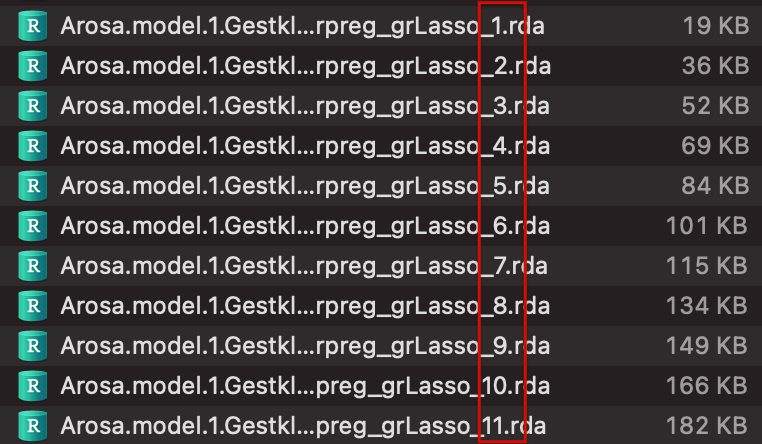 R Arosa.model.1.Gestkl...rpreg_grLasso_1.rda 19 KB
R Arosa.model.1.Gestkl...rpreg_grLasso_2.rda 36 KB
R Arosa.model.1.Gestkl...rpreg_grLasso_3.rda 52 KB
R Arosa.model.1.Gestkl...rpreg_grLasso_4.rda 69 KB
R Arosa.model.1.Gestkl...rpreg_grLasso_5.rda 84 KB
R Arosa.model.1.Gestkl...rpreg_grLasso_6.rda 101 KB
R Arosa.model.1.Gestkl...rpreg_grLasso_7.rda 115 KB
R Arosa.model.1.Gestkl...rpreg_grLasso_8.rda 134 KB
R Arosa.model.1.Gestkl...rpreg_grLasso_9.rda 149 KB
R Arosa.model.1.Gestkl...preg_grLasso_10.rda 166 KB
R Arosa.model.1.Gestkl...preg_grLasso_11.rda 182 KB